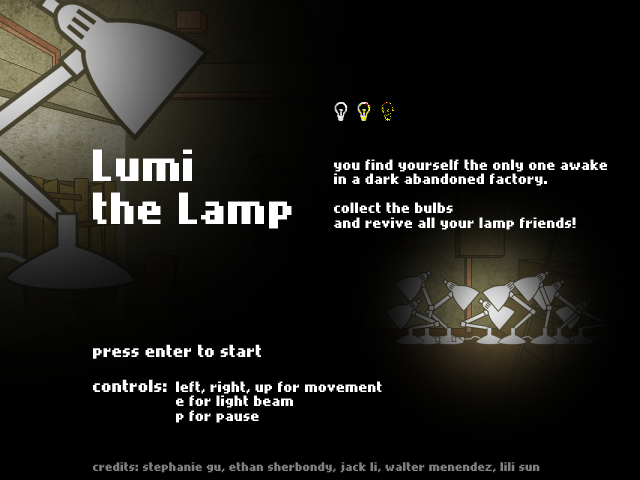 Lumi
the Lamp
you find yourself the only one awake
in a dark abandoned factory.
collect the bulbs
and revive all your lamp friends!
press enter to start
controls: left, right, up for movement
e for light beam
p for pause
credits: stephanie gu, ethan sherbondy, jack li, walter menendez, lili sun